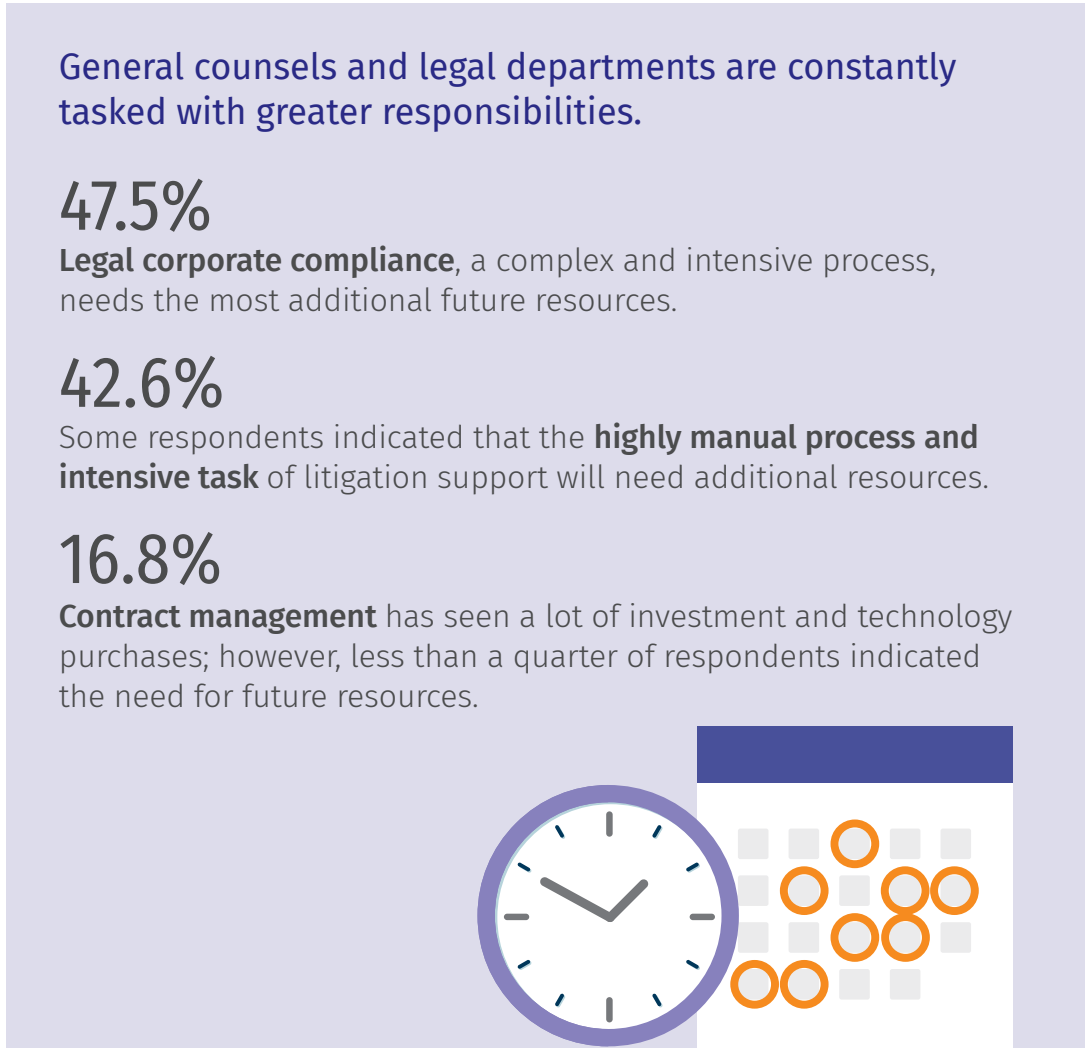 General counsels and legal departments are constantly
tasked with greater responsibilities.
47.5%
Legal corporate compliance, a complex and intensive process,
needs the most additional future resources.
42.6%
Some respondents indicated that the highly manual process and
intensive task of litigation support will need additional resources.
16.8%
Contract management has seen a lot of investment and technology
purchases; however, less than a quarter of respondents indicated
the need for future resources.